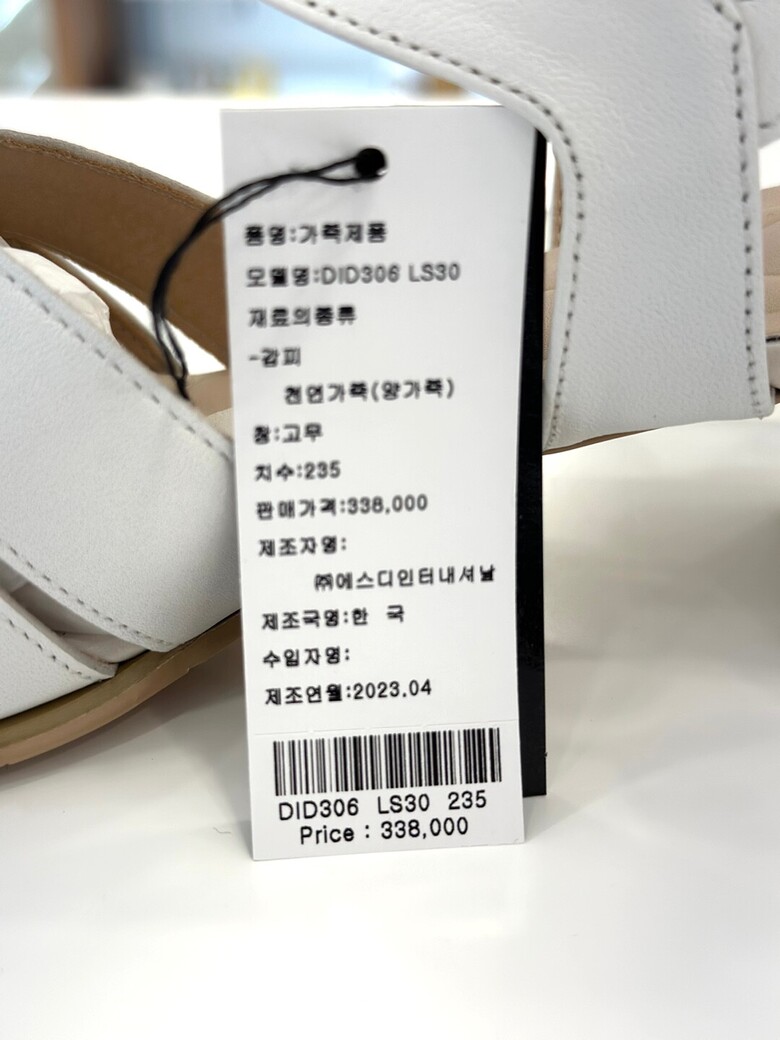 품명:가죽제품
모델명:DID306 LS30
재료의종류
-갑피
천연가죽(양가죽)
창:고무
치수:235
판매가격:338,000
제조자명:
㈜에스디인터내셔날
제조국명:한 국
수입자명:
제조연월:2023.04
DID306 LS30 235
Price : 338,000